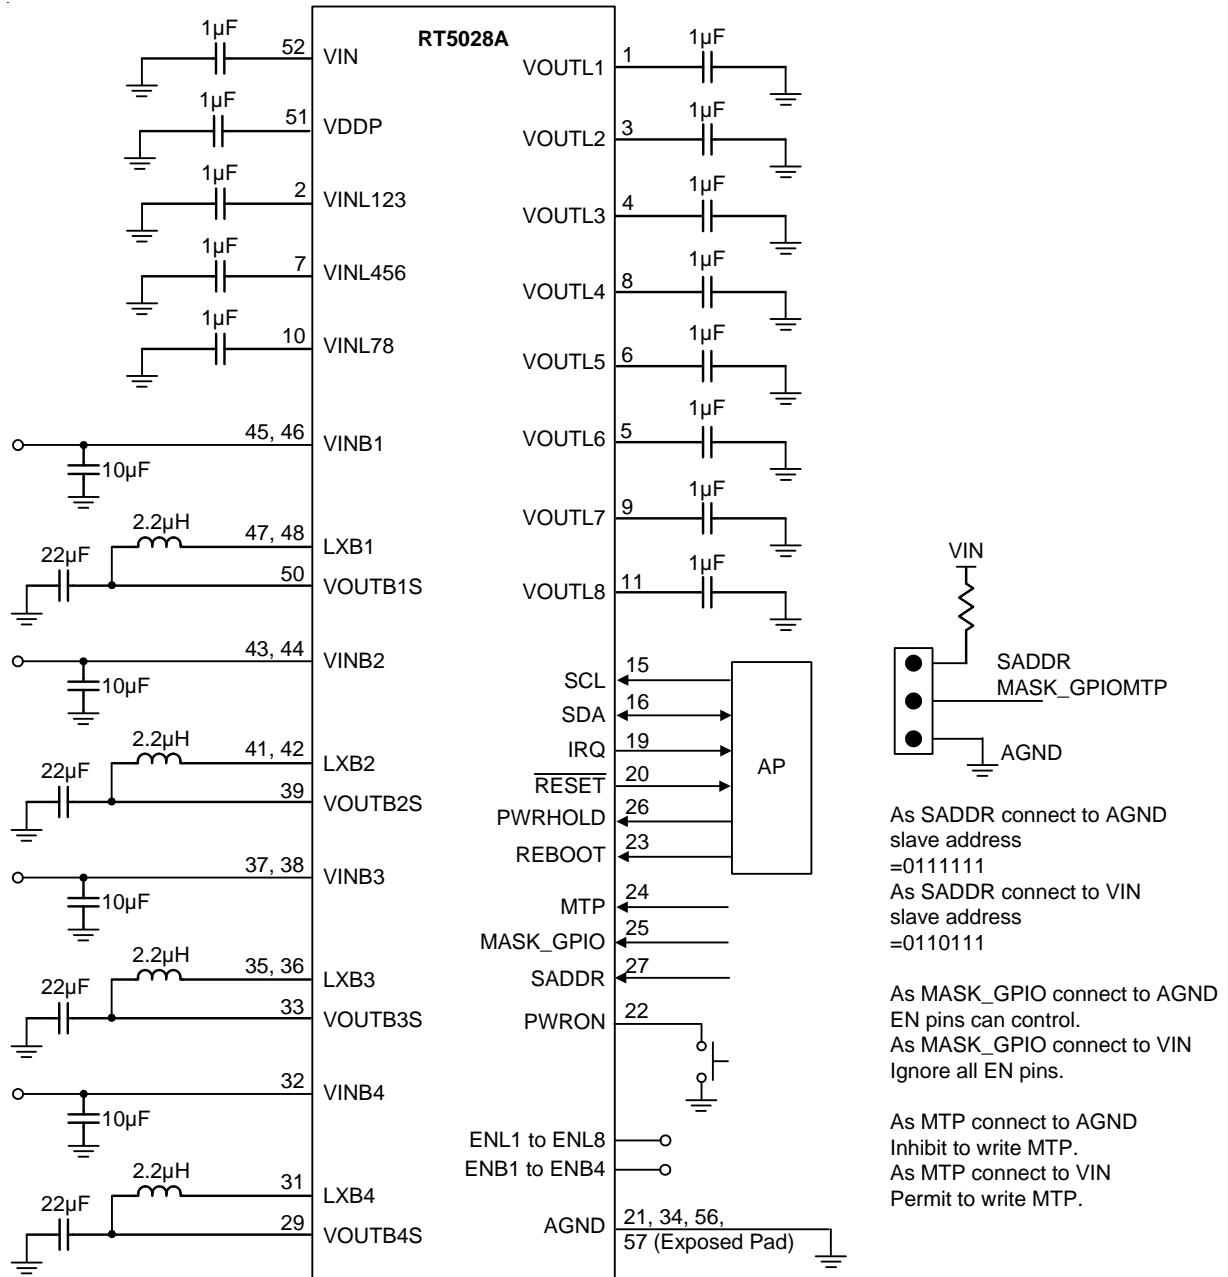 RT5028A
1µF
52
VIN
1µF
51
VDDP
1µF
2
VINL123
1µF
7
VINL456
1µF
10
VINL78
45, 46
VINB1
10µF
2.2µH
47, 48
LXB1
22µF
50
VOUTB1S
43, 44
VINB2
10µF
2.2µH
41, 42
LXB2
22µF
39
VOUTB2S
37, 38
VINB3
10µF
2.2µH
35, 36
LXB3
22µF
33
VOUTB3S
32
VINB4
10µF
2.2µH
31
LXB4
22µF
29
VOUTB4S
VOUTL1
1
1µF
VOUTL2
3
1µF
VOUTL3
4
1µF
VOUTL4
8
1µF
VOUTL5
6
1µF
VOUTL6
5
1µF
VOUTL7
9
1µF
VOUTL8
11
1µF
SCL
15
SDA
16
IRQ
19
RESET
20
PWRHOLD
26
REBOOT
23
AP
MTP
24
MASK_GPIO
25
SADDR
27
PWRON
22
ENL1 to ENL8
ENB1 to ENB4
AGND
21, 34, 56,
57 (Exposed Pad)
VIN
SADDR
MASK_GPIOMTP
AGND
As SADDR connect to AGND
slave address
=0111111
As SADDR connect to VIN
slave address
=0110111
As MASK_GPIO connect to AGND
EN pins can control.
As MASK_GPIO connect to VIN
Ignore all EN pins.
As MTP connect to AGND
Inhibit to write MTP.
As MTP connect to VIN
Permit to write MTP.